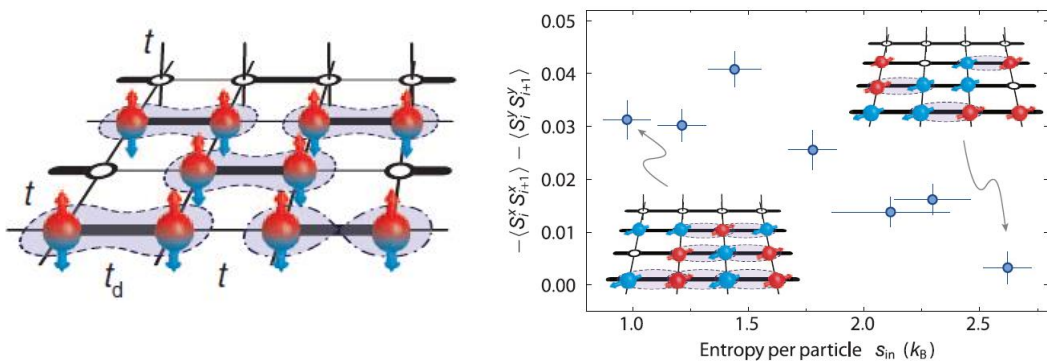 t
t
t_d
t
0.05
0.04
0.03
0.02
0.01
0.00
−⟨S_i^x S_{i+1}^x⟩ − ⟨S_i^y S_{i+1}^y⟩
1.0 1.5 2.0 2.5
Entropy per particle s_in (k_B)